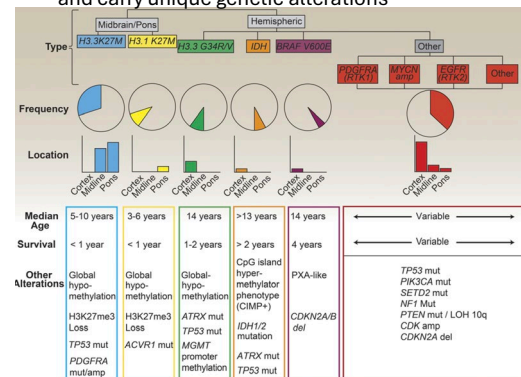 and carry unique genetic alterations
Midbrain/Pons
Hemispheric
Type
H3.3K27M
H3.1 K27M
H3.3 G34R/V
IDH
BRAF V600E
Other
PDGFRA
(RTK1)
MYCN
amp
EGFR
(RTK2)
Other
Frequency
Location
Cortex
Midline
Pons
Cortex
Midline
Pons
Cortex
Midline
Pons
Cortex
Midline
Pons
Cortex
Midline
Pons
Cortex
Midline
Pons
Median
Age
5-10 years
3-6 years
14 years
>13 years
14 years
Variable
Survival
< 1 year
< 1 year
1-2 years
> 2 years
4 years
Variable
Other
Alterations
Global
hypo-
methylation
H3K27me3
Loss
TP53 mut
PDGFRA
mut/amp
Global
hypo-
methylation
H3K27me3
Loss
ACVR1 mut
Global-
hypo-
methylation
ATRX mut
TP53 mut
MGMT
promoter
methylation
CpG island
hyper-
methylator
phenotype
(CIMP+)
IDH1/2
mutation
ATRX mut
TP53 mut
PXA-like
CDKN2A/B
del
TP53 mut
PIK3CA mut
SETD2 mut
NF1 Mut
PTEN mut / LOH 10q
CDK amp
CDKN2A del